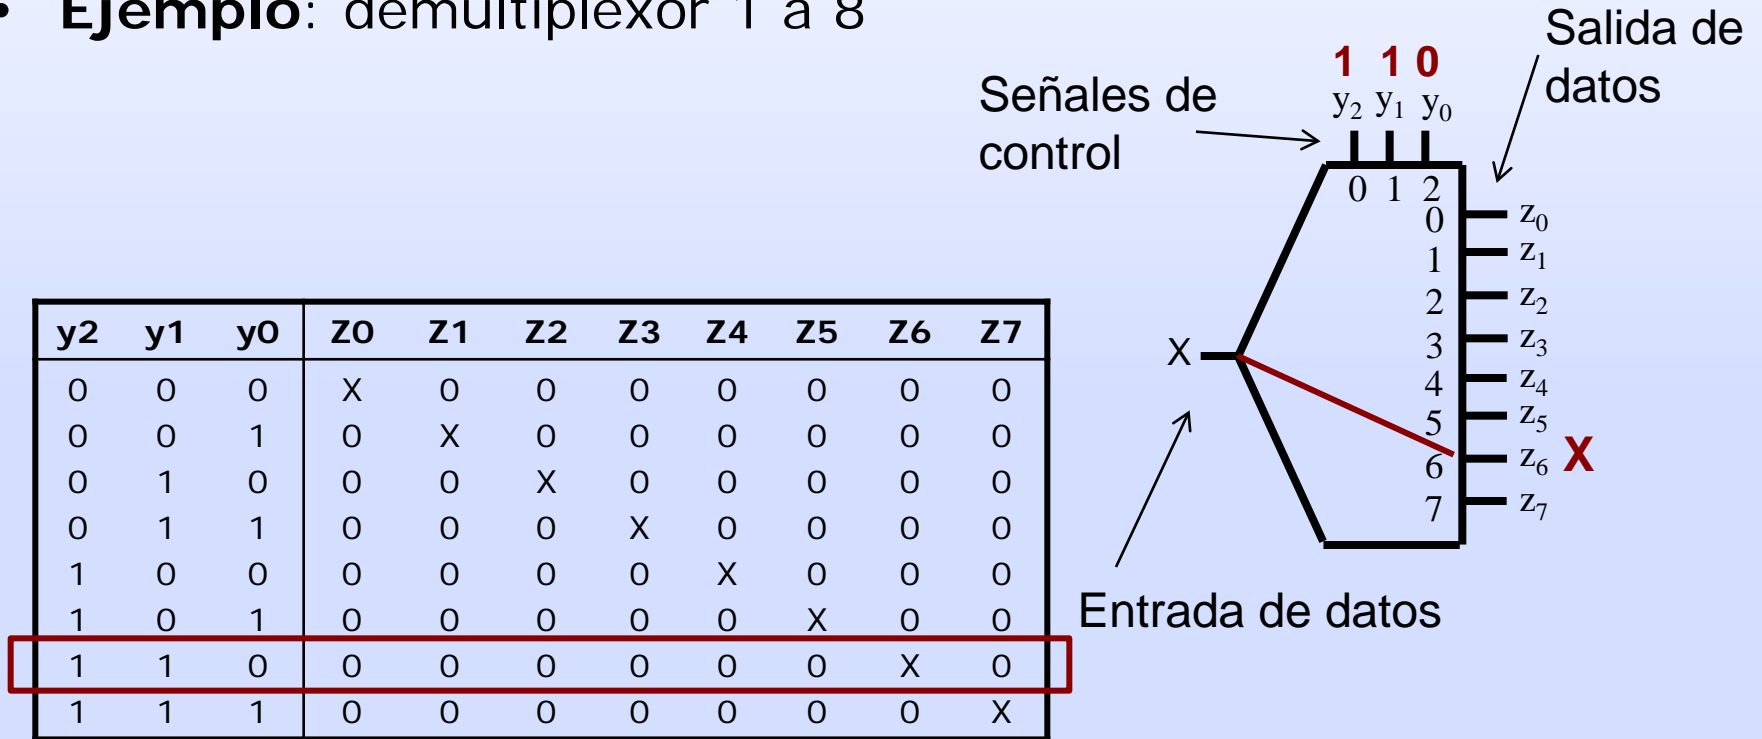 • Ejemplo: demultiplexor 1 a 8
Salida de
datos
Señales de
control
1 1 0
y2 y1 y0
0 1 2
0 z0
1 z1
2 z2
3 z3
4 z4
5 z5
6 z6 X
7 z7
X
Entrada de datos
y2 y1 y0 Z0 Z1 Z2 Z3 Z4 Z5 Z6 Z7
0 0 0 X 0 0 0 0 0 0 0
0 0 1 0 X 0 0 0 0 0 0
0 1 0 0 0 X 0 0 0 0 0
0 1 1 0 0 0 X 0 0 0 0
1 0 0 0 0 0 0 X 0 0 0
1 0 1 0 0 0 0 0 X 0 0
1 1 0 0 0 0 0 0 0 X 0
1 1 1 0 0 0 0 0 0 0 X